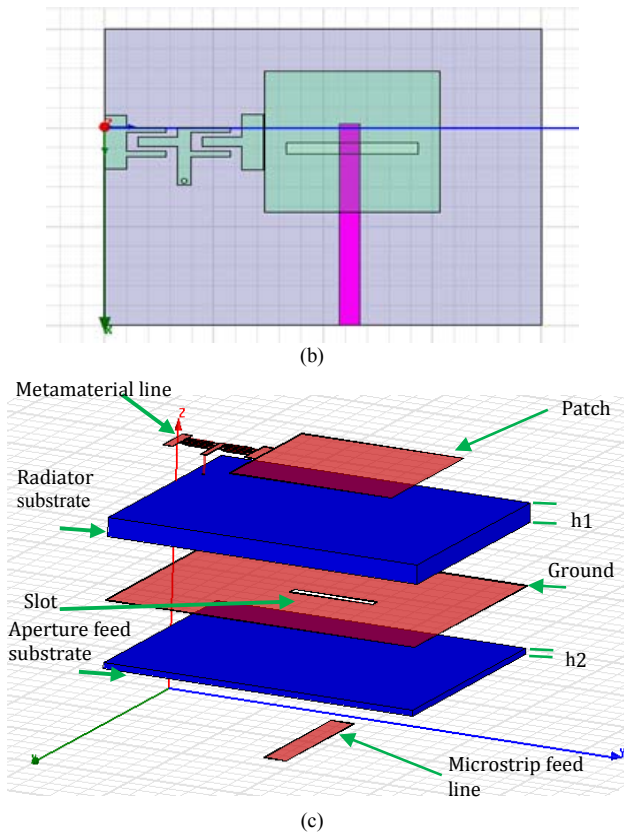 (b)
Metamaterial line
z
Patch
Radiator
substrate
h1
Ground
Slot
Aperture feed
substrate
h2
Microstrip feed
line
(c)